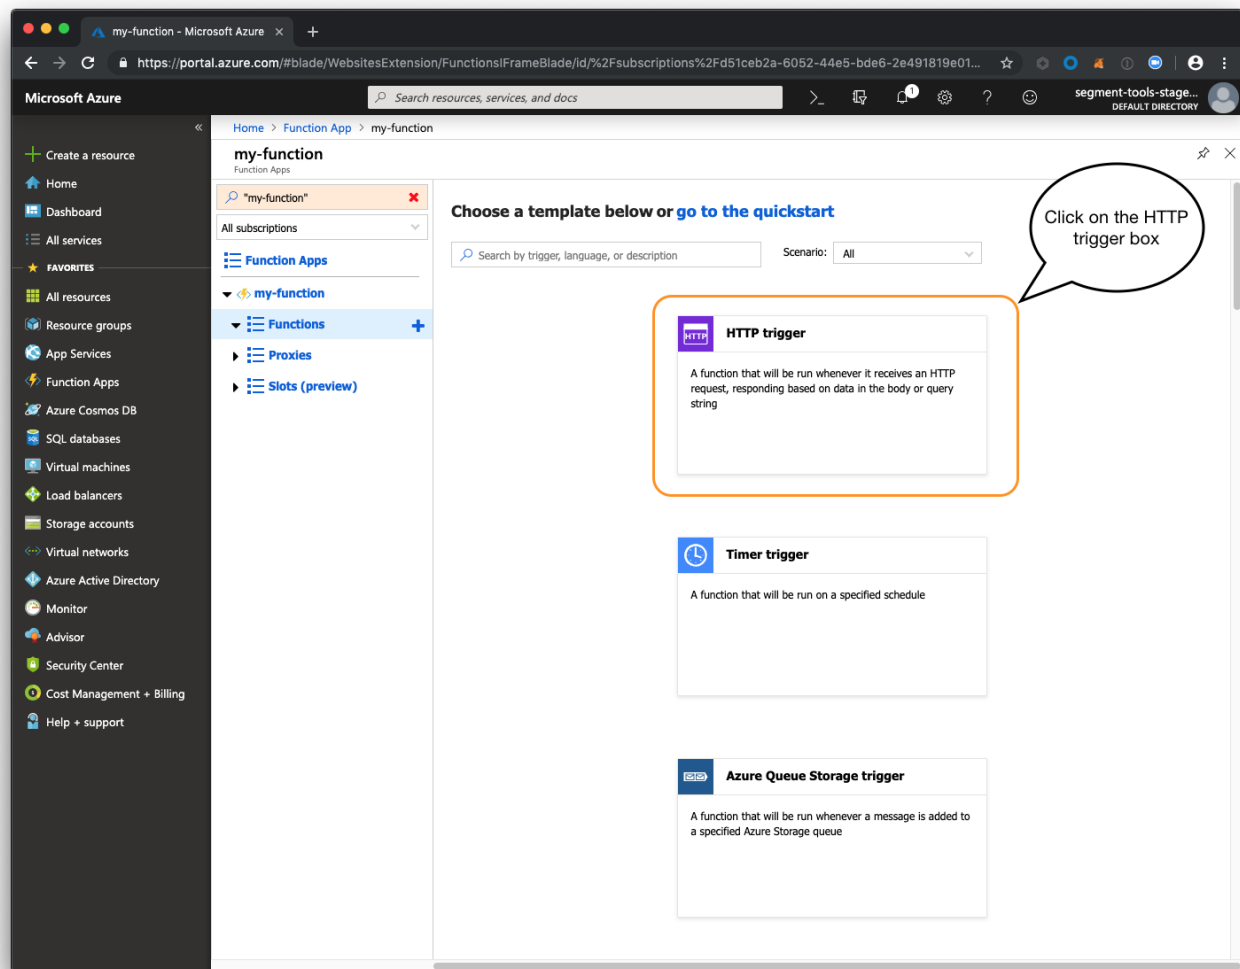 my-function - Microsoft Azure
https://portal.azure.com/#blade/WebsitesExtension/FunctionsIFrameBlade/id/%2Fsubscriptions%2Fd51ceb2a-6052-44e5-bde6-2e491819e01...
Microsoft Azure
Search resources, services, and docs
1
segment-tools-stage...
DEFAULT DIRECTORY
Home > Function App > my-function
my-function
Function Apps
Create a resource
Home
Dashboard
All services
FAVORITES
All resources
Resource groups
App Services
Function Apps
Azure Cosmos DB
SQL databases
Virtual machines
Load balancers
Storage accounts
Virtual networks
Azure Active Directory
Monitor
Advisor
Security Center
Cost Management + Billing
Help + support
"my-function"
All subscriptions
Function Apps
my-function
Functions
Proxies
Slots (preview)
Choose a template below or go to the quickstart
Search by trigger, language, or description
Scenario: All
Click on the HTTP
trigger box
HTTP
HTTP trigger
A function that will be run whenever it receives an HTTP
request, responding based on data in the body or query
string
Timer trigger
A function that will be run on a specified schedule
Azure Queue Storage trigger
A function that will be run whenever a message is added to
a specified Azure Storage queue